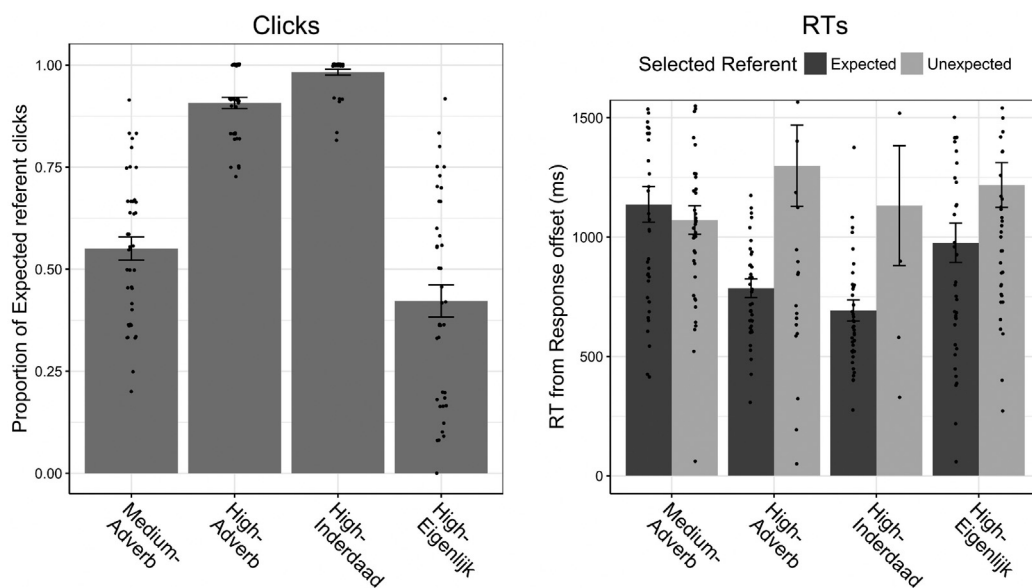 Clicks
Proportion of Expected referent clicks
1.00
0.75
0.50
0.25
0.00
Medium-
Adverb
High-
Adverb
High-
Inderdaad
High-
Eigenlijk
RTs
Selected Referent Expected Unexpected
RT from Response offset (ms)
1500
1000
500
0
Medium-
Adverb
High-
Adverb
High-
Inderdaad
High-
Eigenlijk